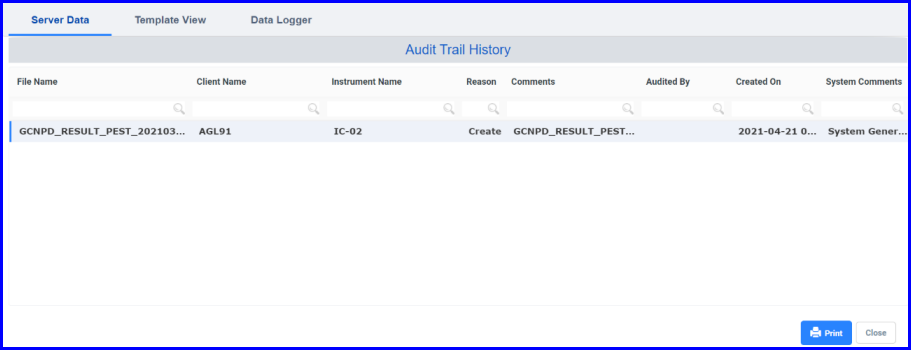 Server Data Template View Data Logger
Audit Trail History
File Name Client Name Instrument Name Reason Comments Audited By Created On System Comments
GCNPD_RESULT_PEST_202103... AGL91 IC-02 Create GCNPD_RESULT_PEST... 2021-04-21 0... System Gener...
Print Close